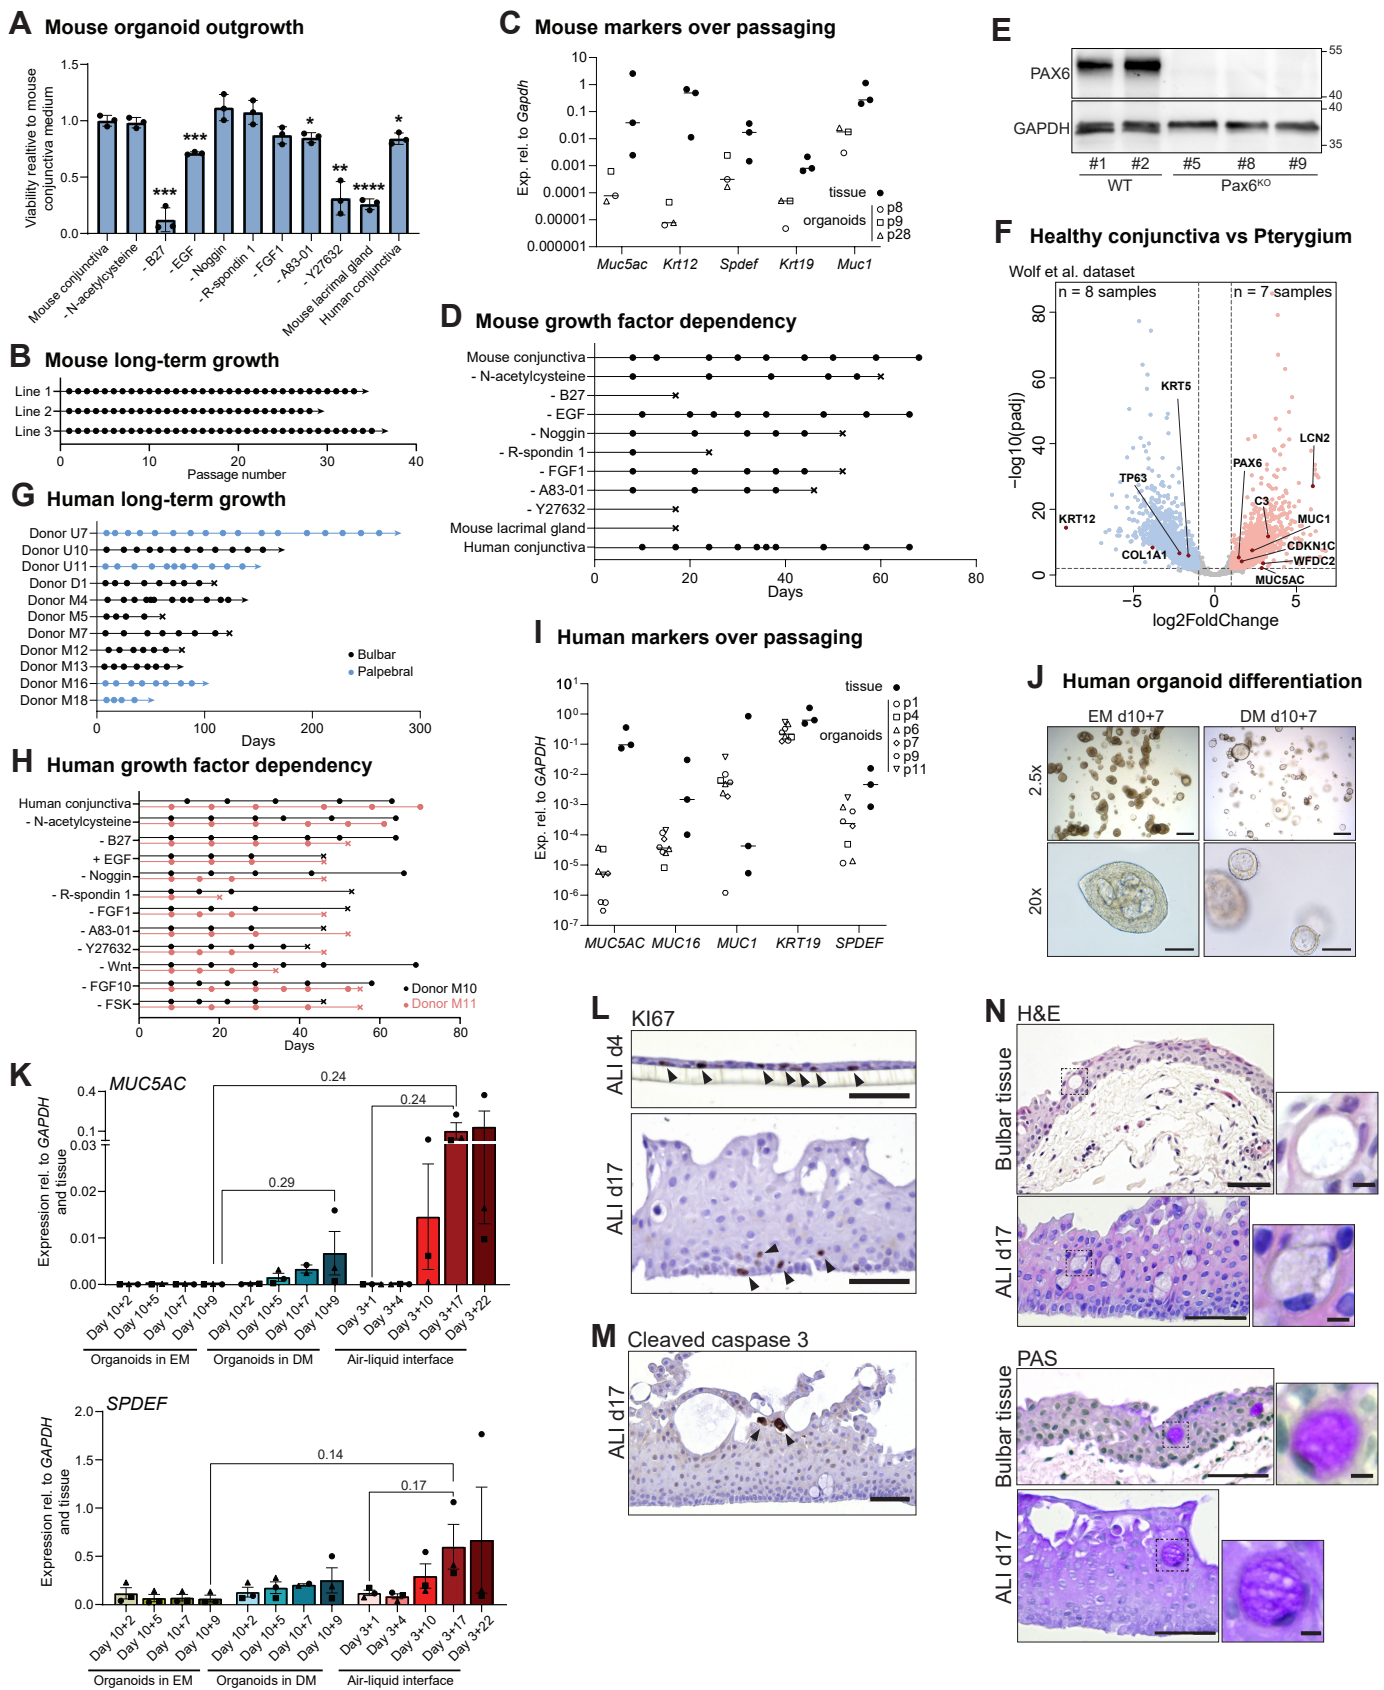 A Mouse organoid outgrowth
Viability realtive to mouse
conjunctiva medium
1.5
1.0
0.5
0.0
***
***
*
**
****
*
Mouse conjunctiva
- N-acetylcysteine
- B27
- EGF
- Noggin
- R-spondin 1
- FGF1
- A83-01
- Y27632
Mouse lacrimal gland
Human conjunctiva
B Mouse long-term growth
Line 1
Line 2
Line 3
0 10 20 30 40
Passage number
C Mouse markers over passaging
Exp. rel. to Gapdh
10
1
0.1
0.01
0.001
0.0001
0.00001
0.000001
Muc5ac Krt12 Spdef Krt19 Muc1
tissue
organoids
p8
p9
p28
D Mouse growth factor dependency
Mouse conjunctiva
- N-acetylcysteine
- B27
- EGF
- Noggin
- R-spondin 1
- FGF1
- A83-01
- Y27632
Mouse lacrimal gland
Human conjunctiva
0 20 40 60 80
Days
E
PAX6
GAPDH
55
40
40
35
#1 #2 #5 #8 #9
WT Pax6KO
F Healthy conjunctiva vs Pterygium
Wolf et al. dataset
n = 8 samples n = 7 samples
−log10(padj)
80
60
40
20
0
KRT5
LCN2
PAX6
TP63
C3
KRT12
MUC1
COL1A1
CDKN1C
WFDC2
MUC5AC
−5 0 5
log2FoldChange
G Human long-term growth
Donor U7
Donor U10
Donor U11
Donor D1
Donor M4
Donor M5
Donor M7
Donor M12
Donor M13
Donor M16
Donor M18
Bulbar
Palpebral
0 100 200 300
Days
H Human growth factor dependency
Human conjunctiva
- N-acetylcysteine
- B27
+ EGF
- Noggin
- R-spondin 1
- FGF1
- A83-01
- Y27632
- Wnt
- FGF10
- FSK
Donor M10
Donor M11
0 20 40 60 80
Days
I Human markers over passaging
Exp. rel. to GAPDH
10¹
10⁰
10⁻¹
10⁻²
10⁻³
10⁻⁴
10⁻⁵
10⁻⁶
10⁻⁷
MUC5AC MUC16 MUC1 KRT19 SPDEF
tissue
organoids
p1
p4
p6
p7
p9
p11
J Human organoid differentiation
EM d10+7 DM d10+7
2.5x
20x
K
MUC5AC
Expression rel. to GAPDH
and tissue
0.4
0.1
0.03
0.02
0.01
0.00
0.24
0.24
0.29
Day 10+2
Day 10+5
Day 10+7
Day 10+9
Day 10+2
Day 10+5
Day 10+7
Day 10+9
Day 3+1
Day 3+4
Day 3+10
Day 3+17
Day 3+22
Organoids in EM Organoids in DM Air-liquid interface
SPDEF
Expression rel. to GAPDH
and tissue
2.0
1.5
1.0
0.5
0.0
0.14
0.17
Day 10+2
Day 10+5
Day 10+7
Day 10+9
Day 10+2
Day 10+5
Day 10+7
Day 10+9
Day 3+1
Day 3+4
Day 3+10
Day 3+17
Day 3+22
Organoids in EM Organoids in DM Air-liquid interface
L
KI67
ALI d4
ALI d17
M Cleaved caspase 3
ALI d17
N H&E
Bulbar tissue
ALI d17
PAS
Bulbar tissue
ALI d17